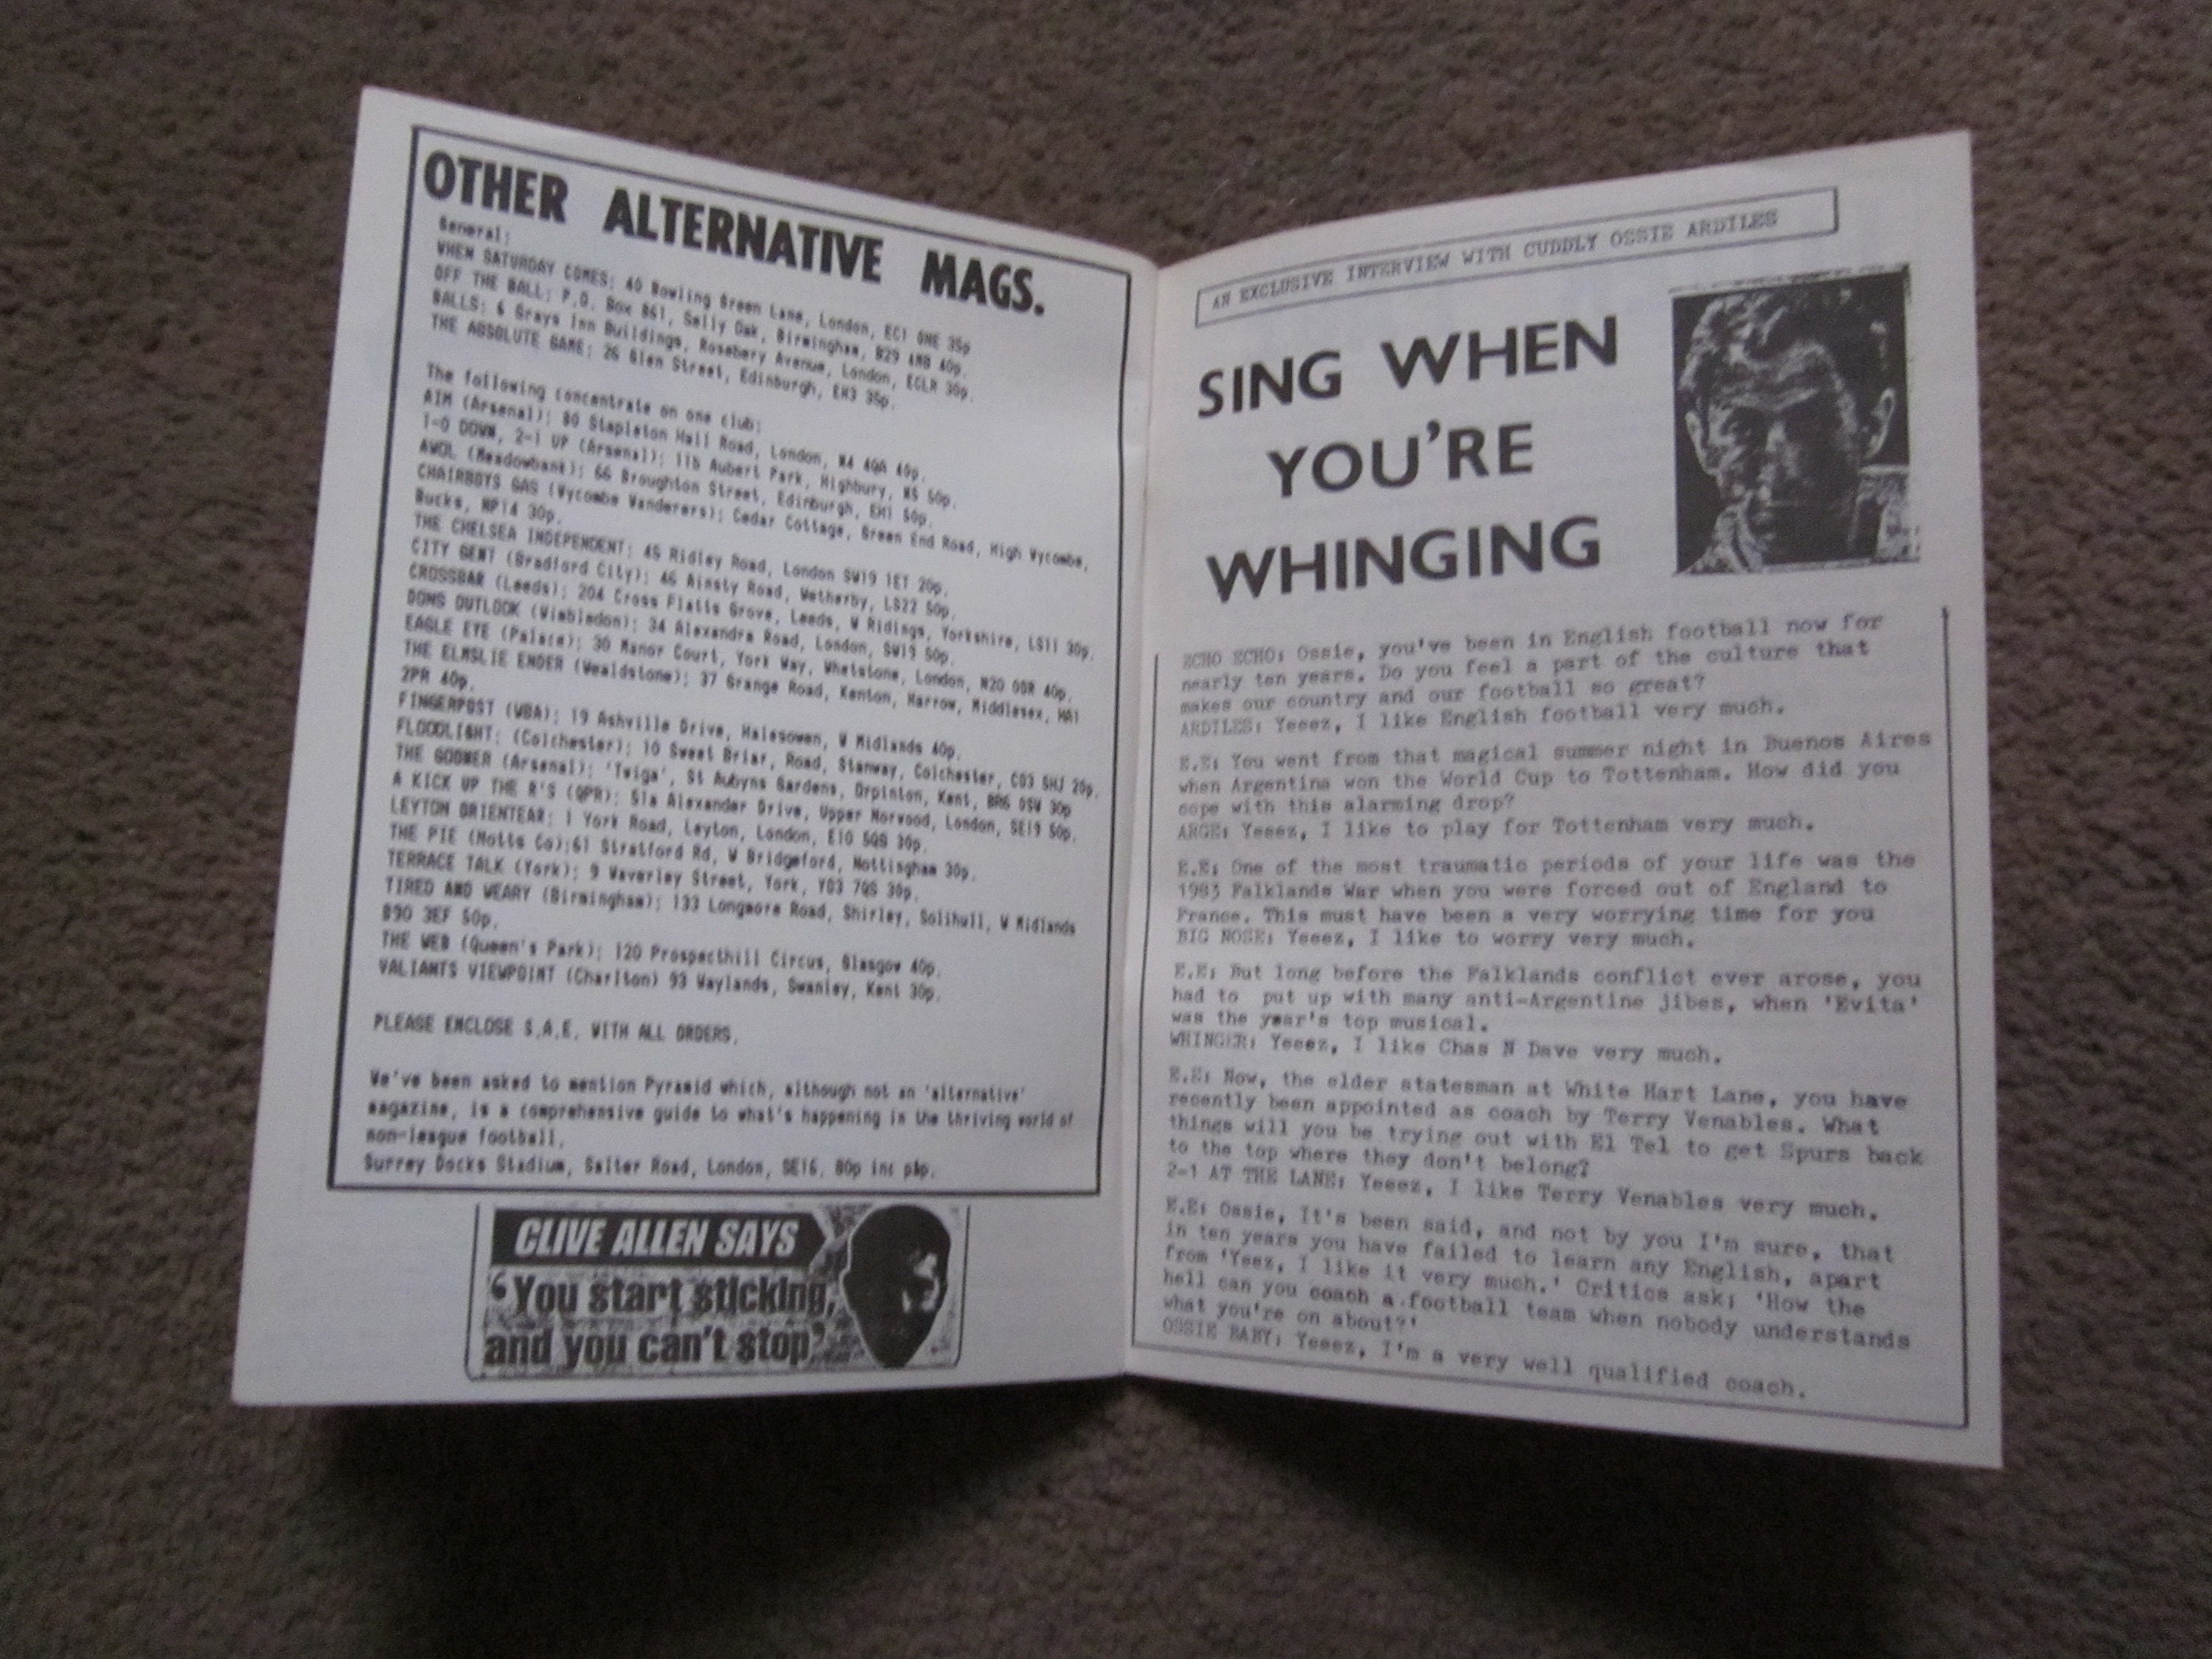 OTHER ALTERNATIVE MAGS.
General:
WHEN SATURDAY COMES; 40 Bowling Green Lane, London, EC1 ONE 35p
OFF THE BALL; P.O. Box 861, Selly Oak, Birmingham, B29 40p.
BALLS; 6 Grays Inn Buildings, Rosebery Avenue, London, ECLR 30p.
THE ABSOLUTE GAME; 26 Glen Street, Edinburgh, EH3 35p.
The following concentrate on one club:
AIM (Arsenal); 80 Stapleton Hall Road, London, N4 4QA 40p.
1-0 DOWN, 2-1 UP (Arsenal); 11b Aubert Park, Highbury, N5 50p.
AWOL (Meadowbank); 66 Broughton Street, Edinburgh, EH1 50p.
CHAIRBOYS GAS (Wycombe Wanderers); Cedar Cottage, Green End Road, High Wycombe,
Bucks, HP14 30p.
THE CHELSEA INDEPENDENT; 45 Ridley Road, London SW19 1ET 20p.
CITY GENT (Bradford City); 46 Ainsty Road, Wetherby, LS22 50p.
CROSSBAR (Leeds); 204 Cross Flatts Grove, Leeds, W Ridings, Yorkshire, LS11 30p.
DONS OUTLOOK (Wimbledon); 34 Alexandra Road, London, SW19 50p.
EAGLE EYE (Palace); 30 Manor Court, York Way, Whetstone, London, N20 0DR 40p.
THE ELMSLIE ENDER (Wealdstone); 37 Grange Road, Kenton, Harrow, Middlesex, HA1
2PR 40p.
FINGERPOST (WBA); 19 Ashville Drive, Halesowen, W Midlands 40p.
FLOODLIGHT; (Colchester); 10 Sweet Briar, Road, Stanway, Colchester, CO3 5HJ 20p.
THE GOONER (Arsenal); 'Twiga', St Aubyns Gardens, Orpinton, Kent, BR6 OSW 30p
A KICK UP THE R'S (QPR); 51a Alexander Drive, Upper Norwood, London, SE19 50p.
LEYTON ORIENTEAR; 1 York Road, Leyton, London, E10 5QG 30p.
THE PIE (Notts Co);61 Stratford Rd, W Bridgeford, Nottingham 30p.
TERRACE TALK (York); 9 Waverley Street, York, YO3 7QS 30p.
TIRED AND WEARY (Birmingham); 133 Longmore Road, Shirley, Solihull, W Midlands
B90 3EF 50p.
THE WEB (Queen's Park); 120 Prospecthill Circus, Glasgow 40p.
VALIANTS VIEWPOINT (Charlton) 93 Waylands, Swanley, Kent 30p.
PLEASE ENCLOSE S.A.E. WITH ALL ORDERS.
We've been asked to mention Pyramid which, although not an 'alternative'
magazine, is a comprehensive guide to what's happening in the thriving world of
non-league football.
Surrey Docks Stadium, Salter Road, London, SE16. 80p inc p&p.
CLIVE ALLEN SAYS
'You start sticking,
and you can't stop'
AN EXCLUSIVE INTERVIEW WITH CUDDLY OSSIE ARDILES
SING WHEN
YOU'RE
WHINGING
ECHO ECHO: Ossie, you've been in English football now for
nearly ten years. Do you feel a part of the culture that
makes our country and our football so great?
ARDILES: Yeeez, I like English football very much.
E.E: You went from that magical summer night in Buenos Aires
when Argentina won the World Cup to Tottenham. How did you
cope with this alarming drop?
ARGE: Yeeez, I like to play for Tottenham very much.
E.E: One of the most traumatic periods of your life was the
1983 Falklands War when you were forced out of England to
France. This must have been a very worrying time for you
BIG NOSE: Yeeez, I like to worry very much.
E.E: But long before the Falklands conflict ever arose, you
had to put up with many anti-Argentine jibes, when 'Evita'
was the year's top musical.
WHINGER: Yeeez, I like Chas N Dave very much.
E.E: Now, the elder statesman at White Hart Lane, you have
recently been appointed as coach by Terry Venables. What
things will you be trying out with El Tel to get Spurs back
to the top where they don't belong?
2-1 AT THE LANE: Yeeez, I like Terry Venables very much.
E.E: Ossie, It's been said, and not by you I'm sure, that
in ten years you have failed to learn any English, apart
from 'Yeez, I like it very much.' Critics ask; 'How the
hell can you coach a football team when nobody understands
what you're on about?'
OSSIE BABY: Yeeez, I'm a very well qualified coach.